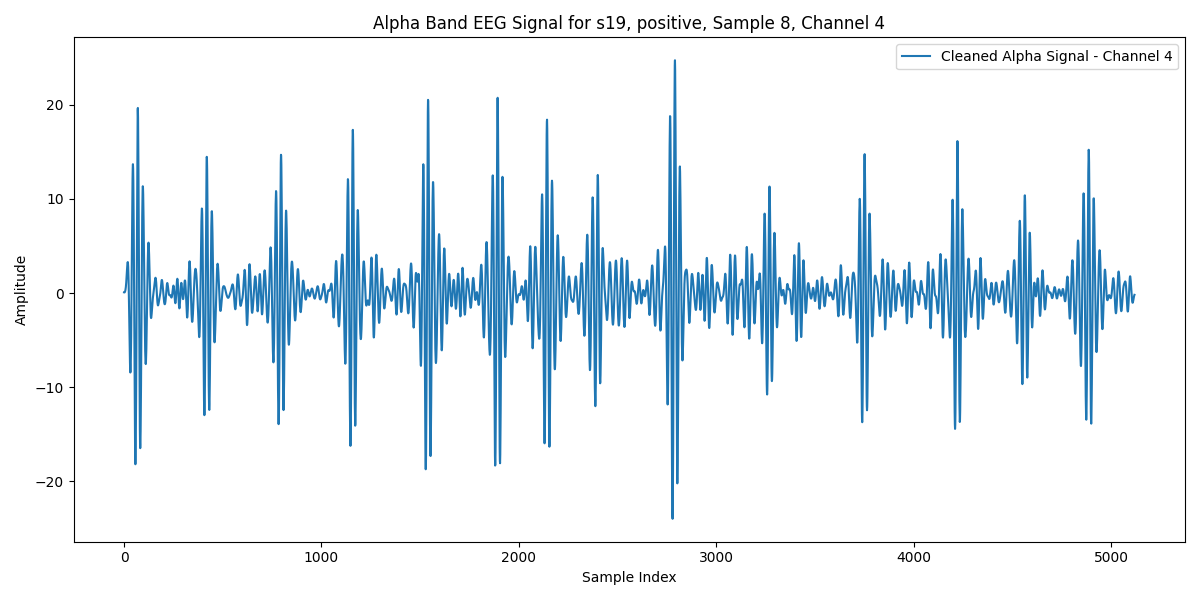 Alpha Band EEG Signal for s19, positive, Sample 8, Channel 4
Cleaned Alpha Signal - Channel 4
Amplitude
20
10
0
−10
−20
0 1000 2000 3000 4000 5000
Sample Index